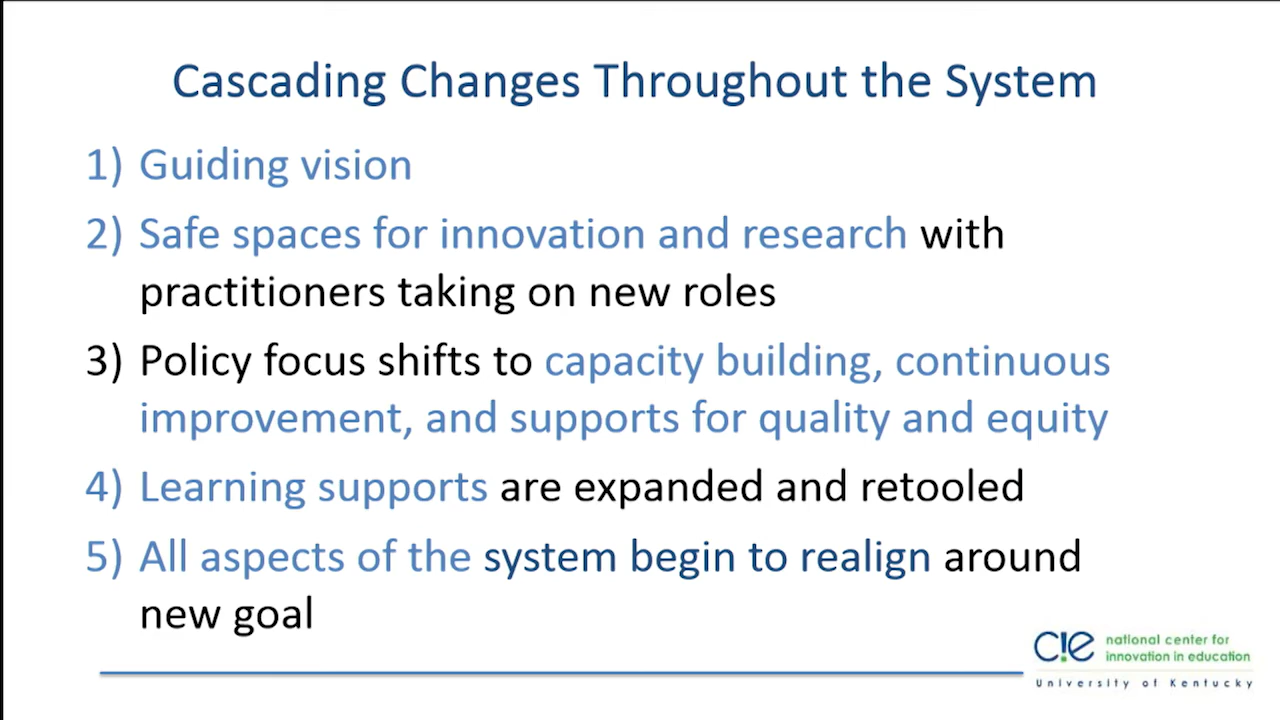 Cascading Changes Throughout the System
1) Guiding vision
2) Safe spaces for innovation and research with
practitioners taking on new roles
3) Policy focus shifts to capacity building, continuous
improvement, and supports for quality and equity
4) Learning supports are expanded and retooled
5) All aspects of the system begin to realign around
new goal
c!e national center for
innovation in education
University of Kentucky